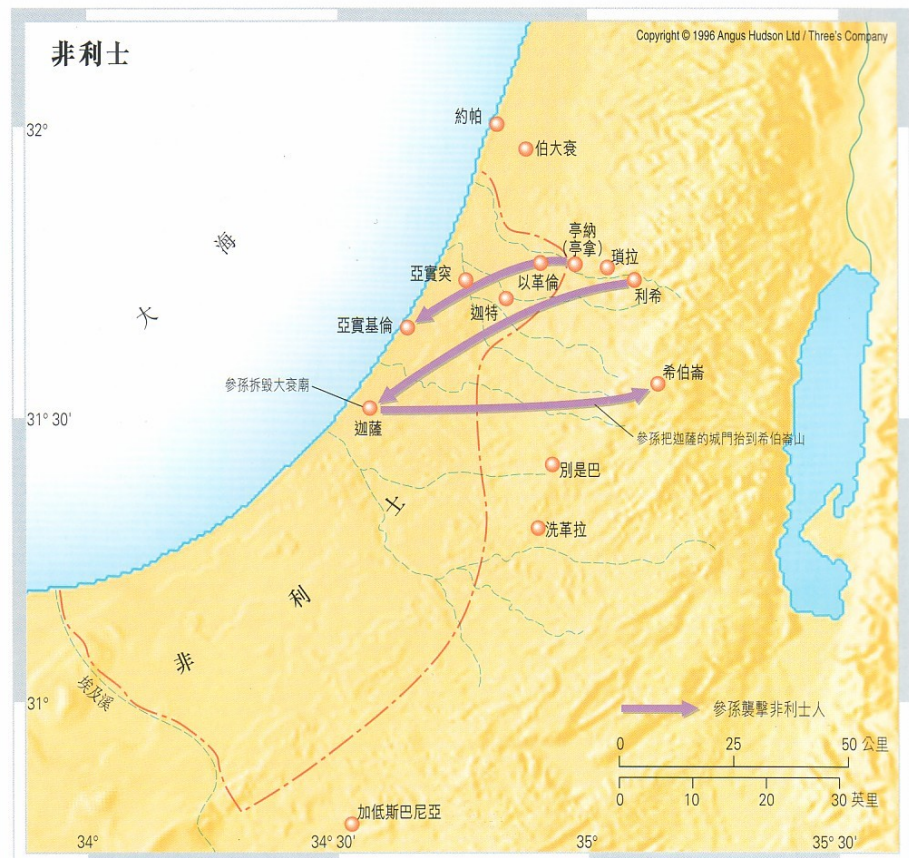 非利士
Copyright © 1996 Angus Hudson Ltd / Three's Company
32°
約帕
伯大袞
大海
亭納
(亭拿)
瑣拉
亞實突
以革倫
利希
迦特
亞實基倫
希伯崙
參孫拆毀大袞廟
31° 30'
迦薩
參孫把迦薩的城門抬到希伯崙山
別是巴
洗革拉
非利士
31°
埃及溪
參孫襲擊非利士人
0 25 50 公里
0 10 20 30 英里
加低斯巴尼亞
34° 34° 30' 35° 35° 30'